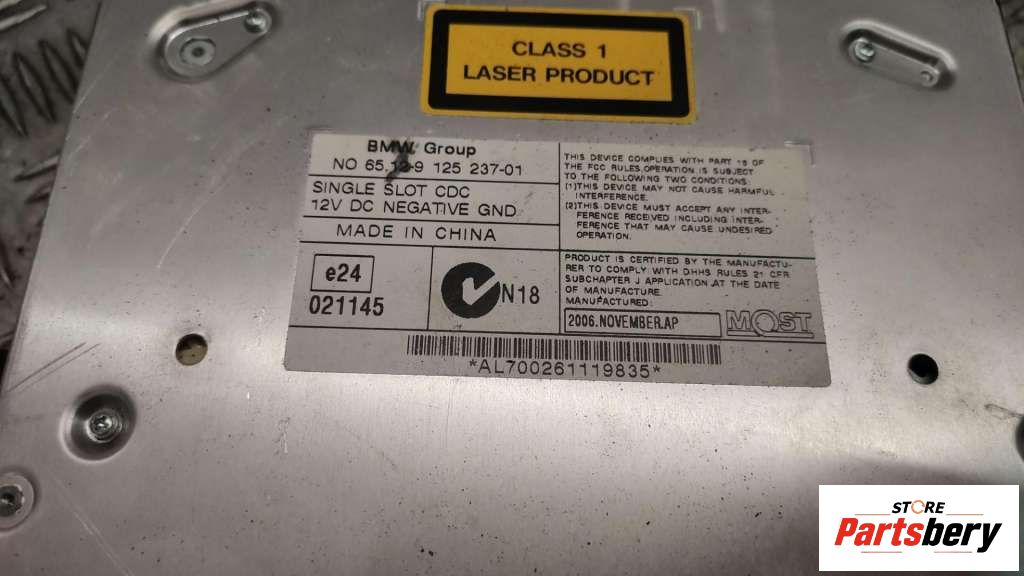 CLASS 1
LASER PRODUCT
BMW Group
NO 65.12-9 125 237-01
SINGLE SLOT CDC
12V DC NEGATIVE GND
MADE IN CHINA
e24
021145
N18
THIS DEVICE COMPLIES WITH PART 15 OF
THE FCC RULES.OPERATION IS SUBJECT
TO THE FOLLOWING TWO CONDITIONS:
(1)THIS DEVICE MAY NOT CAUSE HARMFUL
INTERFERENCE.
(2)THIS DEVICE MUST ACCEPT ANY INTER-
FERENCE RECEIVED INCLUDING INTER-
FERENCE THAT MAY CAUSE UNDESIRED
OPERATION.
PRODUCT IS CERTIFIED BY THE MANUFACTU-
RER TO COMPLY WITH DHHS RULES 21 CFR
SUBCHAPTER J APPLICATION AT THE DATE
OF MANUFACTURE.
MANUFACTURED:
2006.NOVEMBER.AP
MOST
*AL700261119835*
STORE
Partsbery